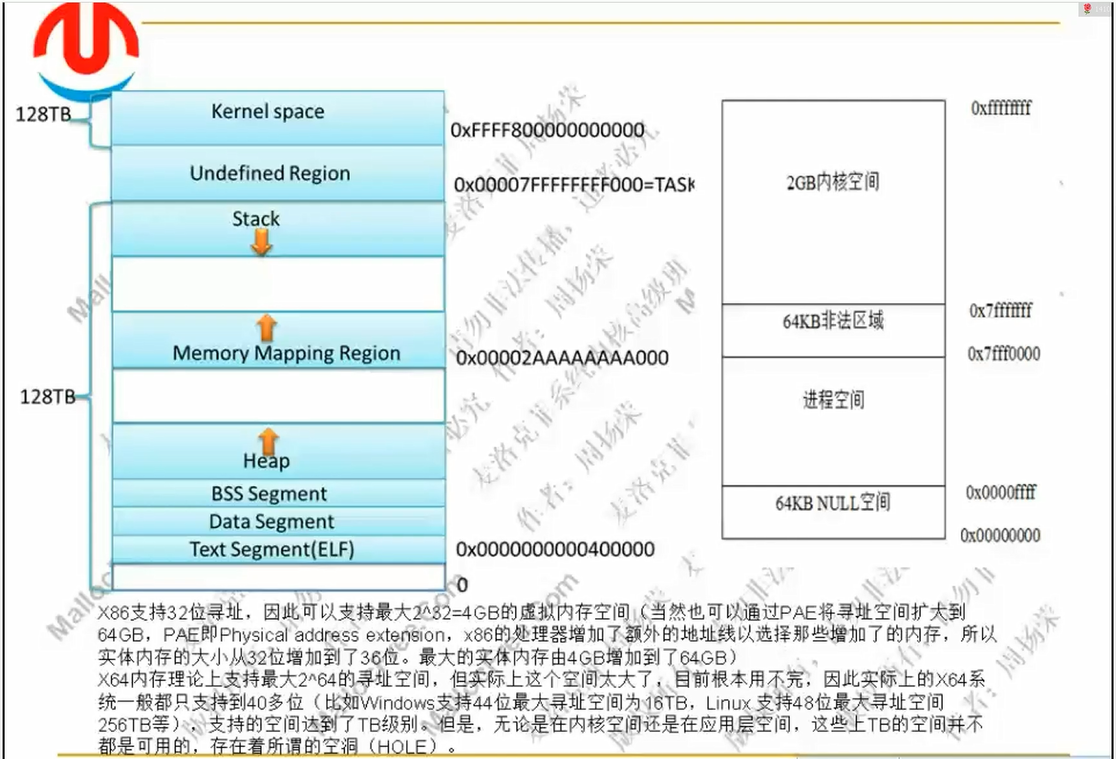 128TB
Kernel space
0xFFFF800000000000
Undefined Region
0x00007FFFFFFFF000=TASK
Stack
Memory Mapping Region
0x00002AAAAAAAA000
128TB
Heap
BSS Segment
Data Segment
Text Segment(ELF)
0x0000000000400000
0
0xffffffff
2GB内核空间
0x7fffffff
64KB非法区域
0x7fff0000
进程空间
0x0000ffff
64KB NULL空间
0x00000000
X86支持32位寻址，因此可以支持最大2^32=4GB的虚拟内存空间（当然也可以通过PAE将寻址空间扩大到
64GB，PAE即Physical address extension，x86的处理器增加了额外的地址线以选择那些增加了的内存，所以
实体内存的大小从32位增加到了36位。最大的实体内存由4GB增加到了64GB）
X64内存理论上支持最大2^64的寻址空间，但实际上这个空间太大了，目前根本用不完，因此实际上的X64系
统一般都只支持到40多位（比如Windows支持44位最大寻址空间为16TB，Linux 支持48位最大寻址空间
256TB等），支持的空间达到了TB级别。但是，无论是在内核空间还是在应用层空间，这些上TB的空间并不
都是可用的，存在着所谓的空洞（HOLE）。